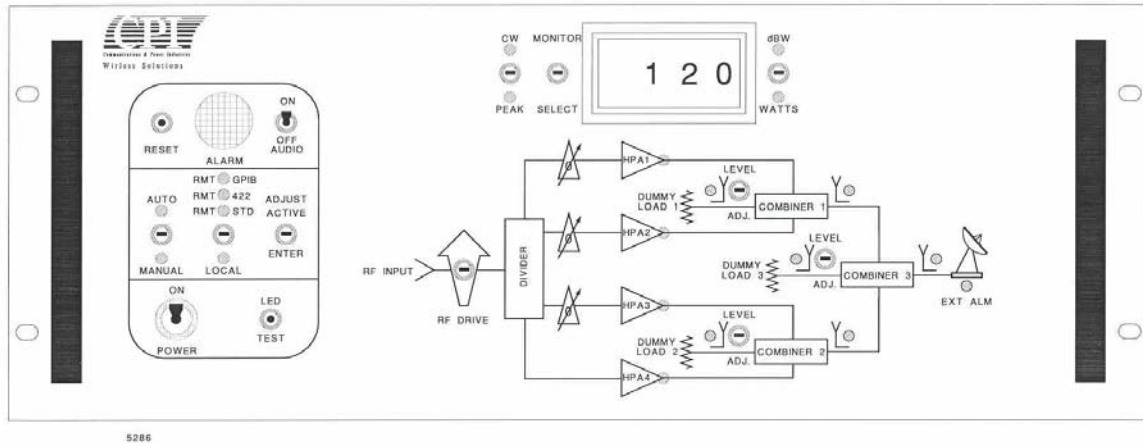 CPI
Communications & Power Industries
Wireless Solutions
CW
MONITOR
dBW
120
PEAK
SELECT
WATTS
ON
RESET
OFF
AUDIO
ALARM
RMT GPIB
AUTO
RMT 422
ADJUST
RMT STD
ACTIVE
MANUAL
LOCAL
ENTER
ON
LED
POWER
TEST
RF INPUT
RF DRIVE
DIVIDER
0
HPA1
0
HPA2
0
HPA3
HPA4
LEVEL
DUMMY
LOAD 1
ADJ.
COMBINER 1
LEVEL
DUMMY
LOAD 3
ADJ.
COMBINER 3
EXT ALM
LEVEL
DUMMY
LOAD 2
ADJ.
COMBINER 2
5286